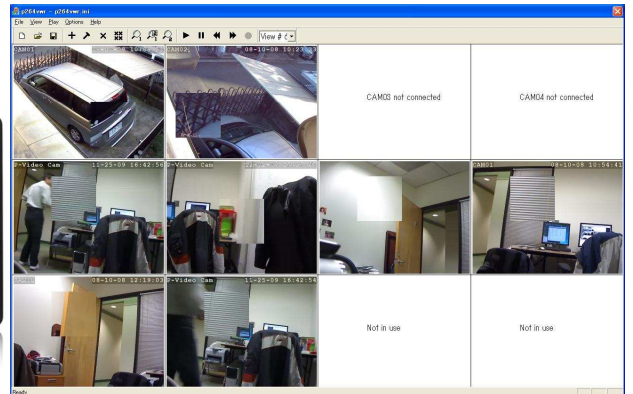 p264vwr - p264vwr.ini
File View Play Options Help
View # 0
CAM01
CAM02 08-10-08 10:23:23
CAM03 not connected
CAM04 not connected
P-Video Cam 11-25-09 16:42:56
P-Video Cam
CAM01 08-10-08 10:54:41
08-10-08 12:19:03
P-Video Cam 11-25-09 16:42:54
Not in use
Not in use
Ready